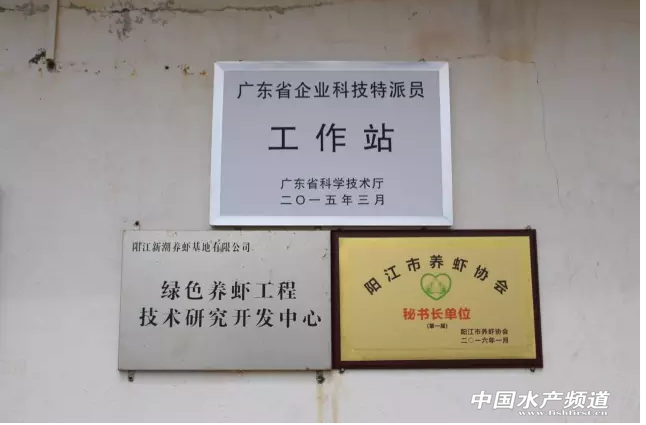 广东省企业科技特派员
工作站
广东省科学技术厅
二〇一五年三月
阳江新潮养虾基地有限公司
绿色养虾工程
技术研究开发中心
阳江市养虾协会
秘书长单位
(第一届)
阳江市养虾协会
二〇一六年一月
中国水产频道
www.fishfirst.cn